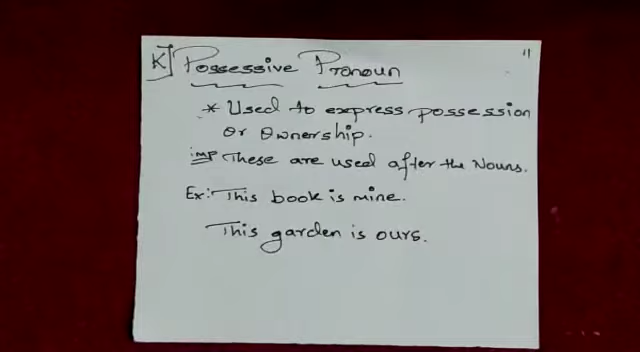 K] Possessive Pronoun
11
* Used to express possession
or Ownership.
imp These are used after the Nouns.
Ex: This book is mine.
This garden is ours.